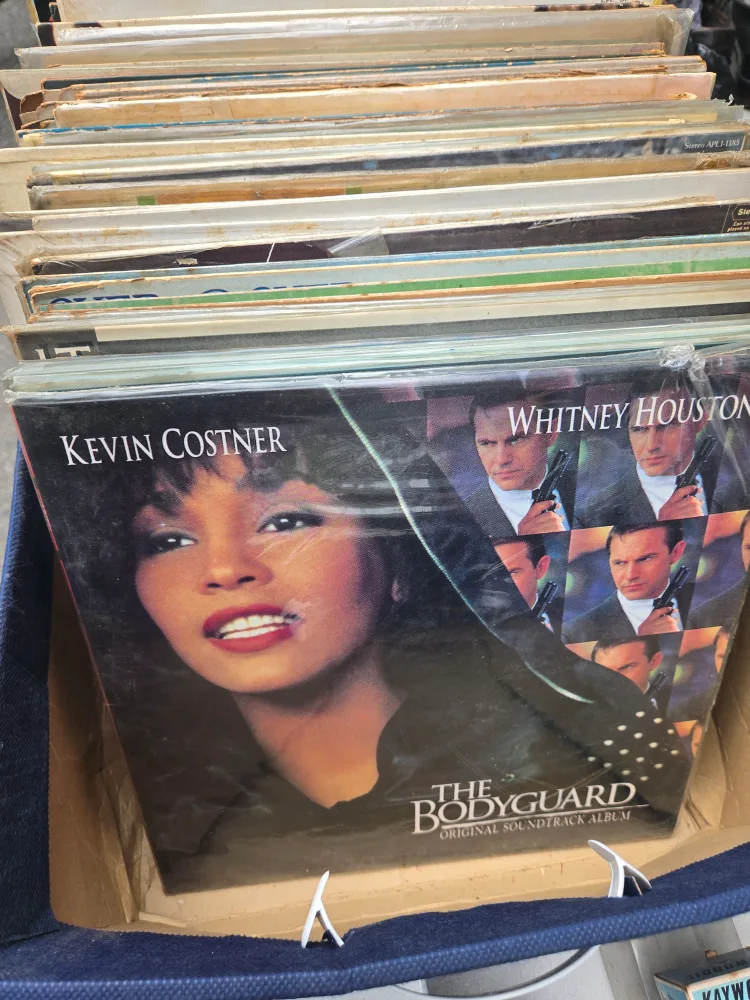 Stereo APL1-1183
KEVIN COSTNER
WHITNEY HOUSTON
THE
BODYGUARD
ORIGINAL SOUNDTRACK ALBUM